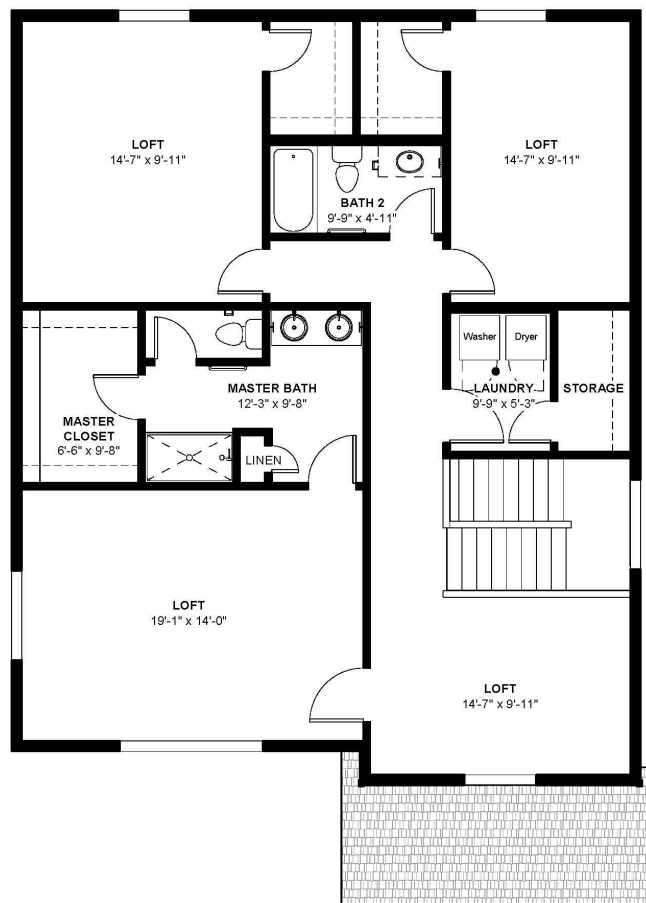 LOFT
14'-7" x 9'-11"
LOFT
14'-7" x 9'-11"
BATH 2
9'-9" x 4'-11"
Washer
Dryer
MASTER BATH
12'-3" x 9'-8"
LAUNDRY
9'-9" x 5'-3"
STORAGE
MASTER
CLOSET
6'-6" x 9'-8"
LINEN
LOFT
19'-1" x 14'-0"
LOFT
14'-7" x 9'-11"